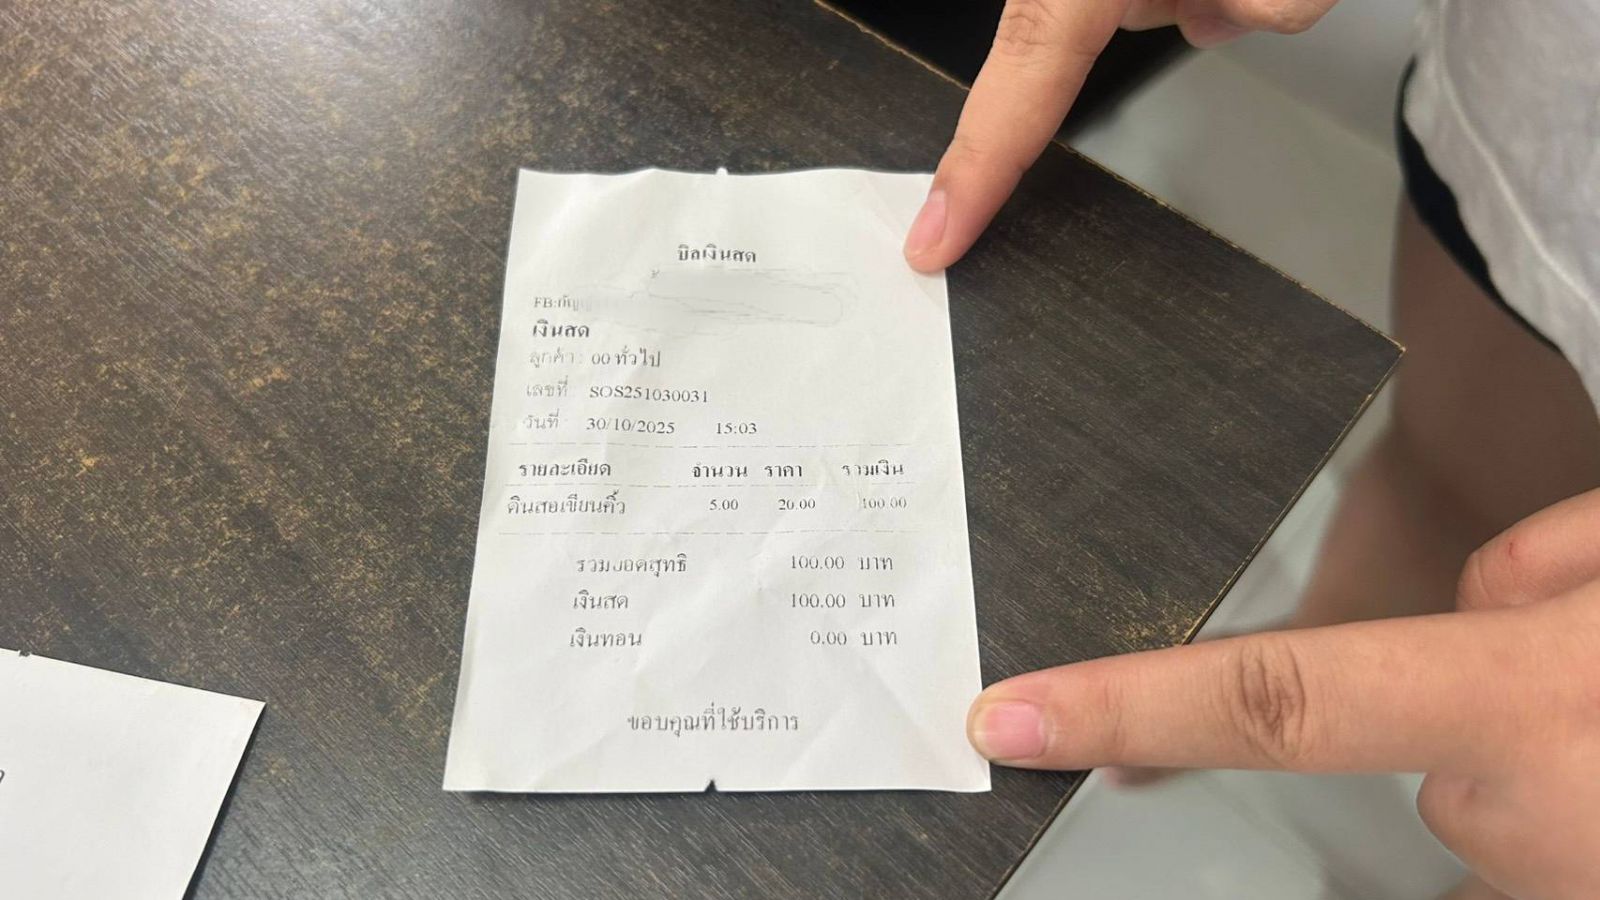 บิลเงินสด
FB:กัญ
เงินสด
ลูกค้า : 00 ทั่วไป
เลขที่ : SOS251030031
วันที่ : 30/10/2025 15:03
รายละเอียด จำนวน ราคา รวมเงิน
ดินสอเขียนคิ้ว 5.00 20.00 100.00
รวมยอดสุทธิ 100.00 บาท
เงินสด 100.00 บาท
เงินทอน 0.00 บาท
ขอบคุณที่ใช้บริการ